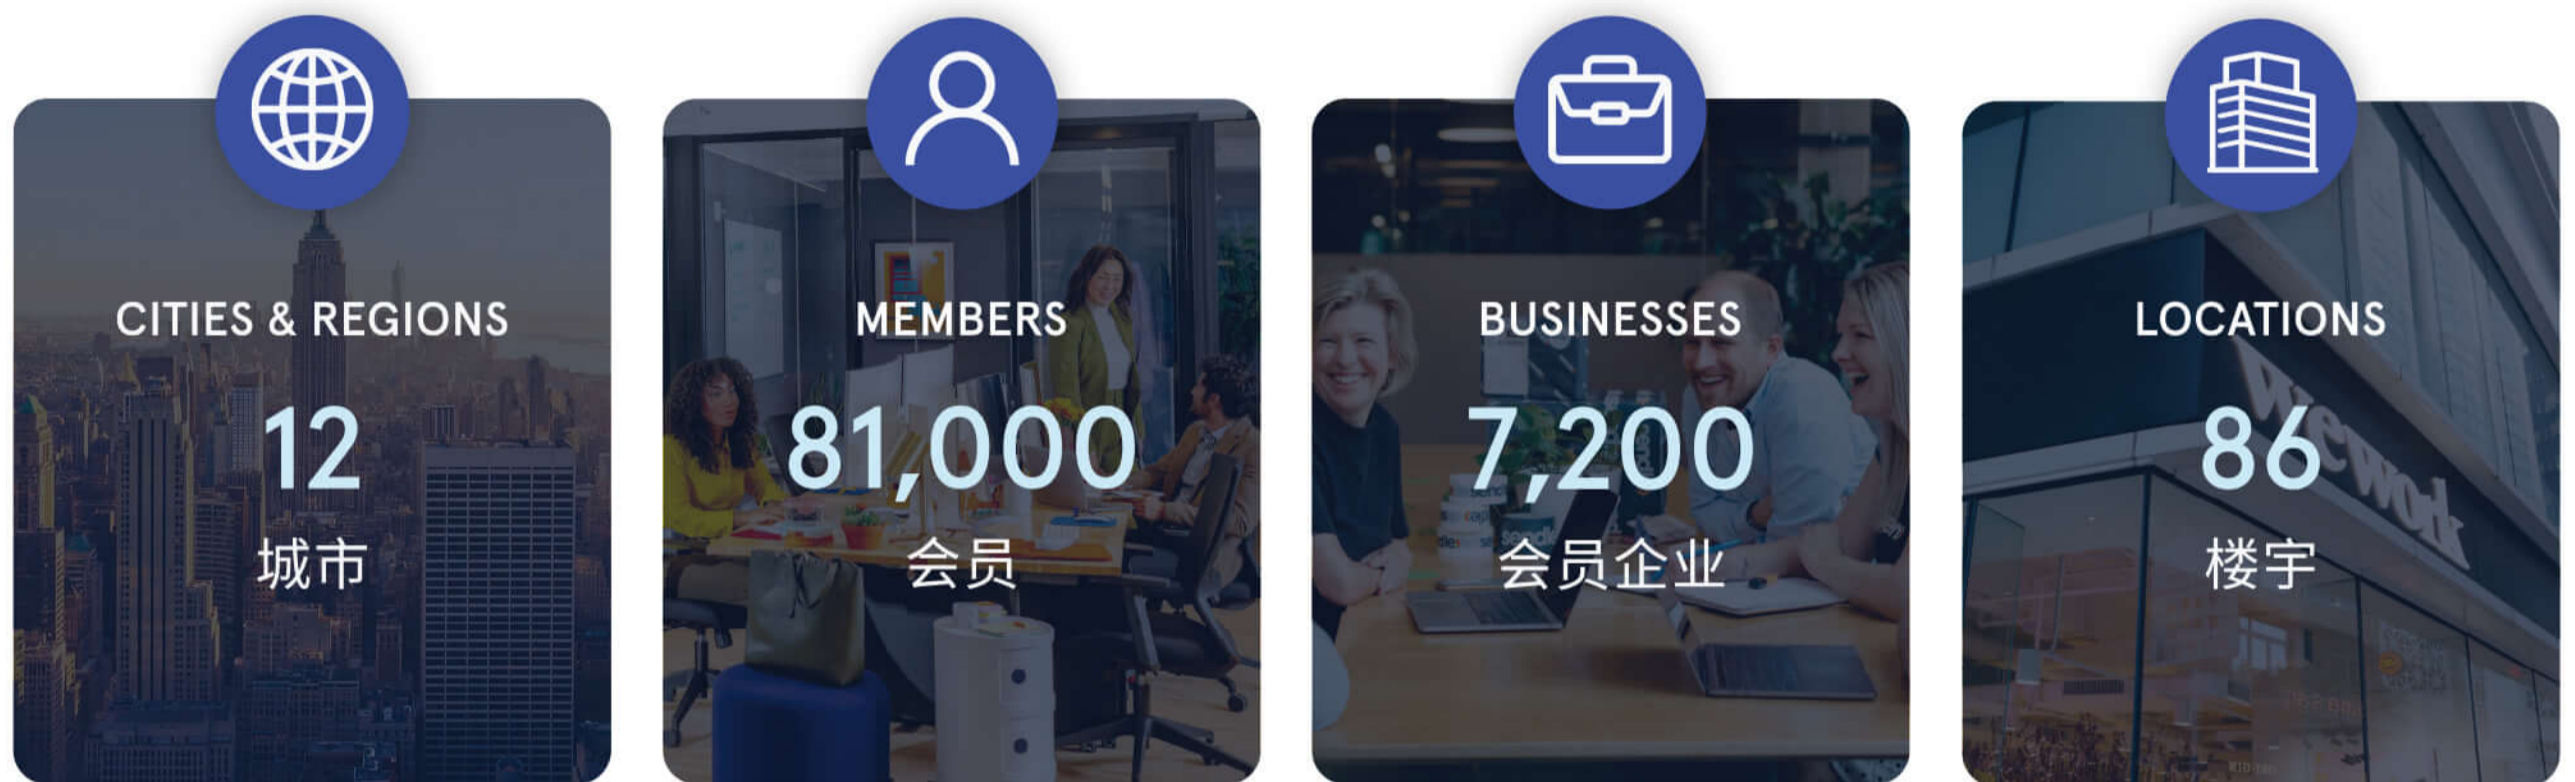 CITIES & REGIONS
12
城市
MEMBERS
81,000
会员
BUSINESSES
7,200
会员企业
LOCATIONS
86
楼宇
wework